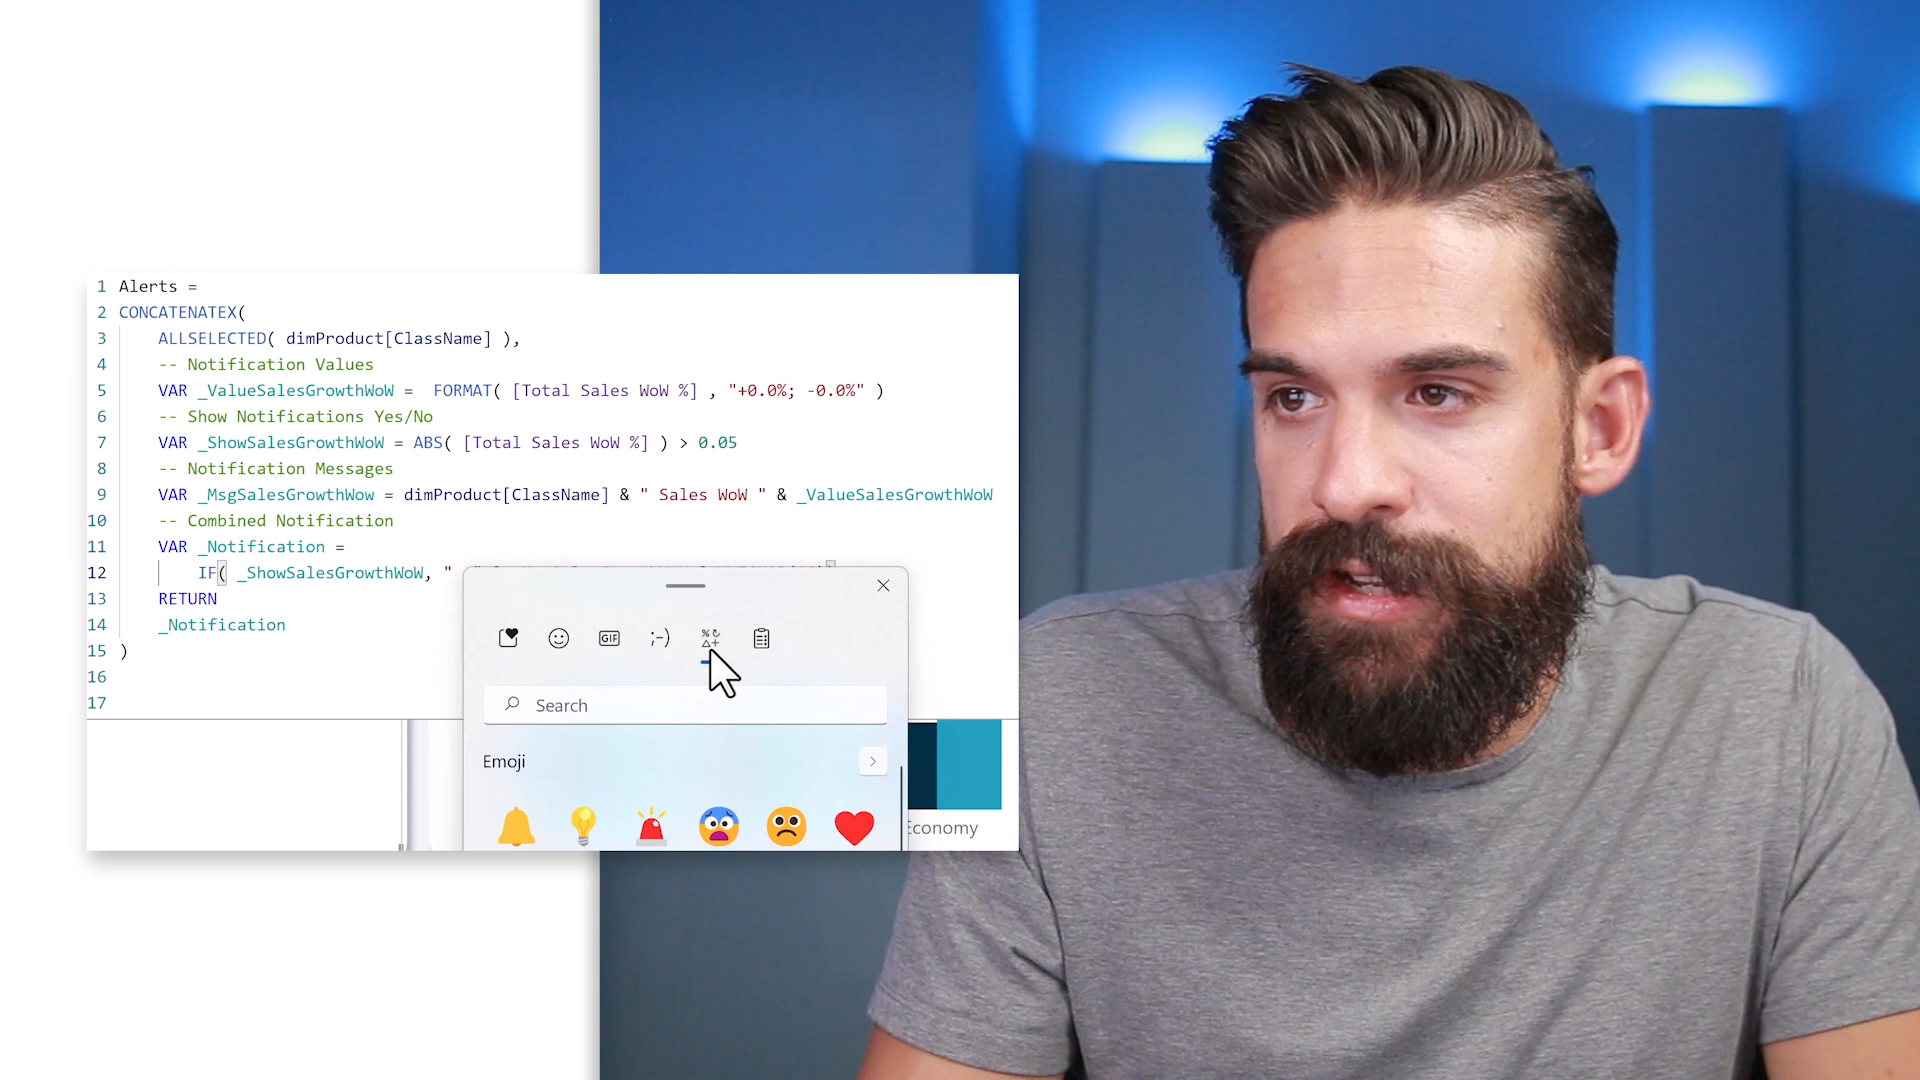 1 Alerts =
2 CONCATENATEX(
3 ALLSELECTED( dimProduct[ClassName] ),
4 -- Notification Values
5 VAR _ValueSalesGrowthWoW = FORMAT( [Total Sales WoW %] , "+0.0%; -0.0%" )
6 -- Show Notifications Yes/No
7 VAR _ShowSalesGrowthWoW = ABS( [Total Sales WoW %] ) > 0.05
8 -- Notification Messages
9 VAR _MsgSalesGrowthWow = dimProduct[ClassName] & " Sales WoW " & _ValueSalesGrowthWoW
10 -- Combined Notification
11 VAR _Notification =
12 IF( _ShowSalesGrowthWoW, "
13 RETURN
14 _Notification
15 )
16
17
GIF ;-)
Search
Emoji
Economy